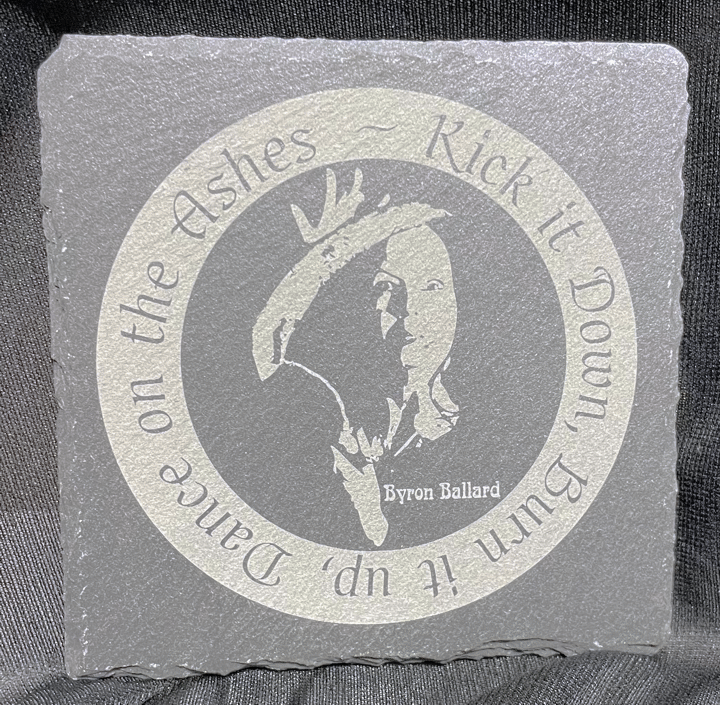 Kick it Down, Burn it up, Dance on the Ashes ~
Byron Ballard